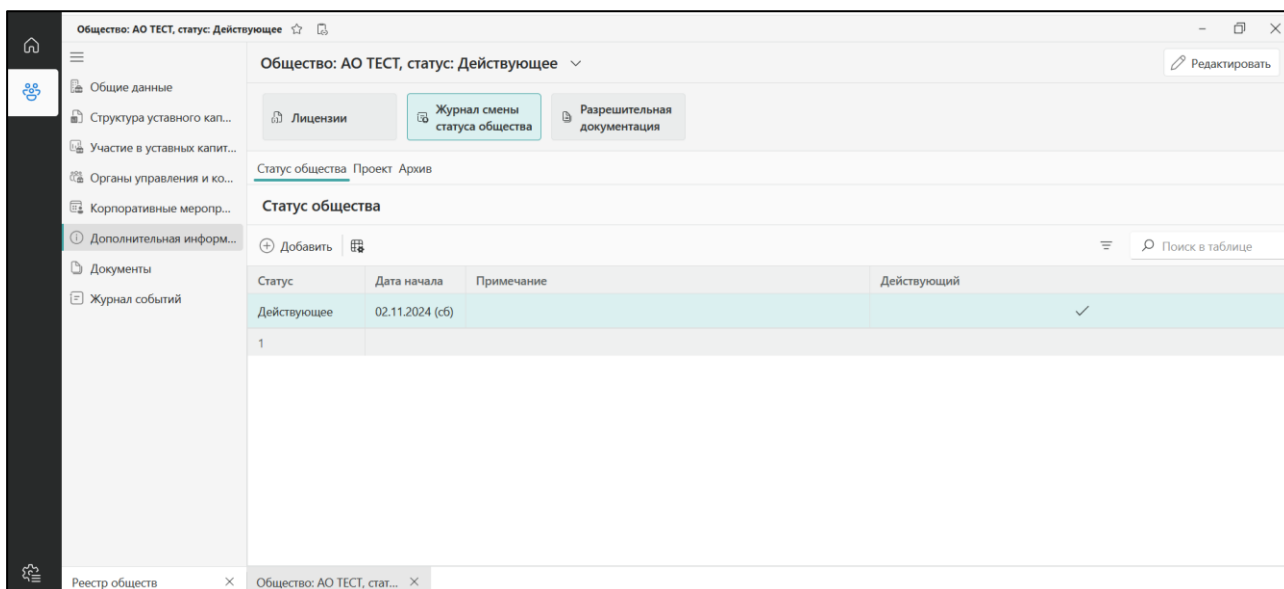 Общество: АО ТЕСТ, статус: Действующее
Общие данные
Структура уставного кап...
Участие в уставных капит...
Органы управления и ко...
Корпоративные меропр...
Дополнительная информ...
Документы
Журнал событий
Общество: АО ТЕСТ, статус: Действующее
Редактировать
Лицензии
Журнал смены
статуса общества
Разрешительная
документация
Статус общества Проект Архив
Статус общества
Добавить
Поиск в таблице
Статус Дата начала Примечание Действующий
Действующее 02.11.2024 (сб)
1
Реестр обществ
Общество: АО ТЕСТ, стат...